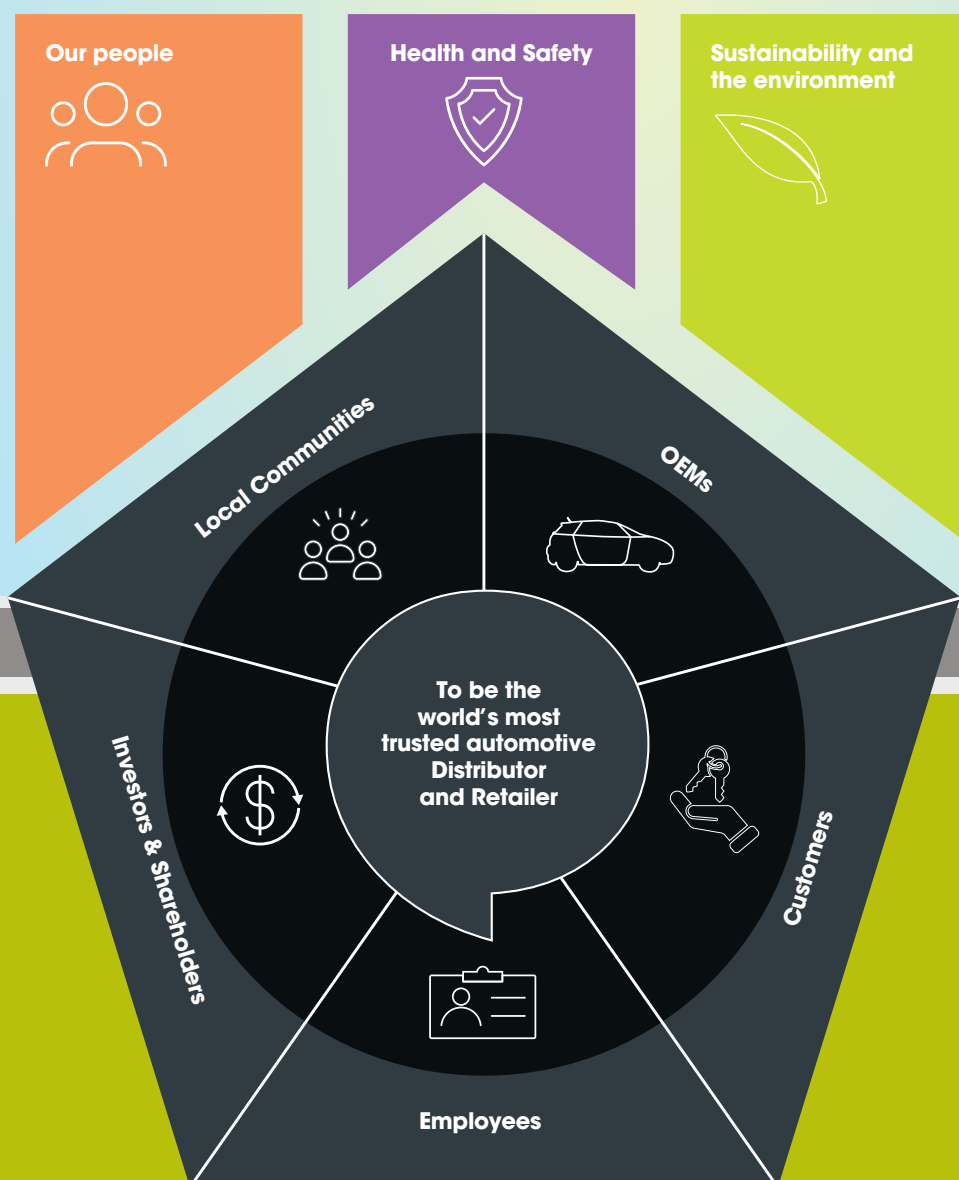 Our people
Health and Safety
Sustainability and
the environment
Local Communities
OEMs
To be the
world's most
trusted automotive
Distributor
and Retailer
Investors & Shareholders
Customers
Employees